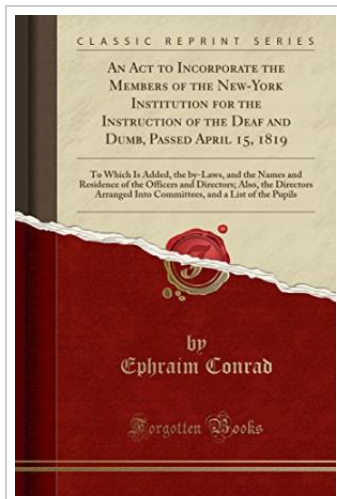 CLASSIC REPRINT SERIES
AN ACT TO INCORPORATE THE
MEMBERS OF THE NEW-YORK
INSTITUTION FOR THE
INSTRUCTION OF THE DEAF AND
DUMB, PASSED APRIL 15, 1819
To Which Is Added, the by-Laws, and the Names and
Residence of the Officers and Directors; Also, the Directors
Arranged Into Committees, and a List of the Pupils
F
by
Ephraim Conrad
Forgotten Books